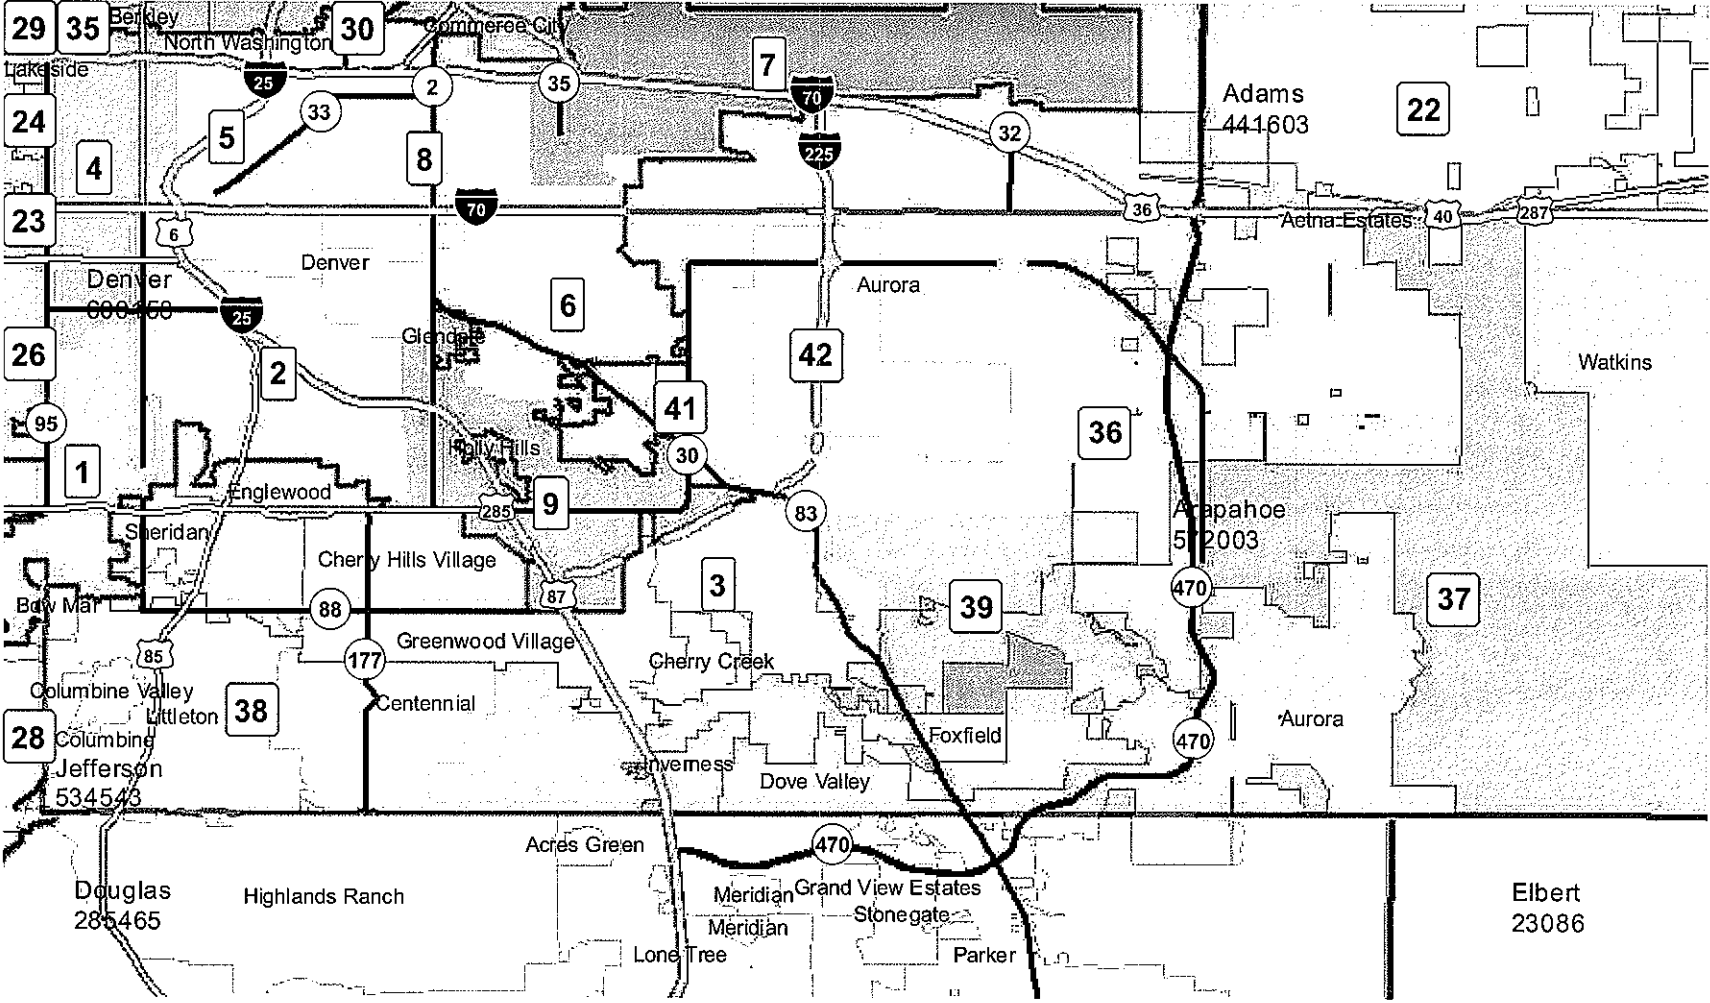 29
35
Berkley
30
Commerce City
North Washington
Lakeside
25
2
35
7
70
33
24
5
8
4
32
225
Adams
441603
22
23
70
6
36
Aetna Estates
40
287
Denver
Denver
25
6
Aurora
Glendale
26
2
42
Watkins
95
41
36
1
Holly Hills
30
Englewood
285
9
83
Sheridan
Arapahoe
572003
Cherry Hills Village
Bow Mar
88
87
3
39
470
37
85
177
Greenwood Village
Cherry Creek
Columbine Valley
Littleton
38
Centennial
28
Columbine
Foxfield
470
Aurora
Jefferson
534543
Inverness
Dove Valley
Acres Green
470
Douglas
285465
Highlands Ranch
Meridian
Grand View Estates
Stonegate
Meridian
Lone Tree
Parker
Elbert
23086